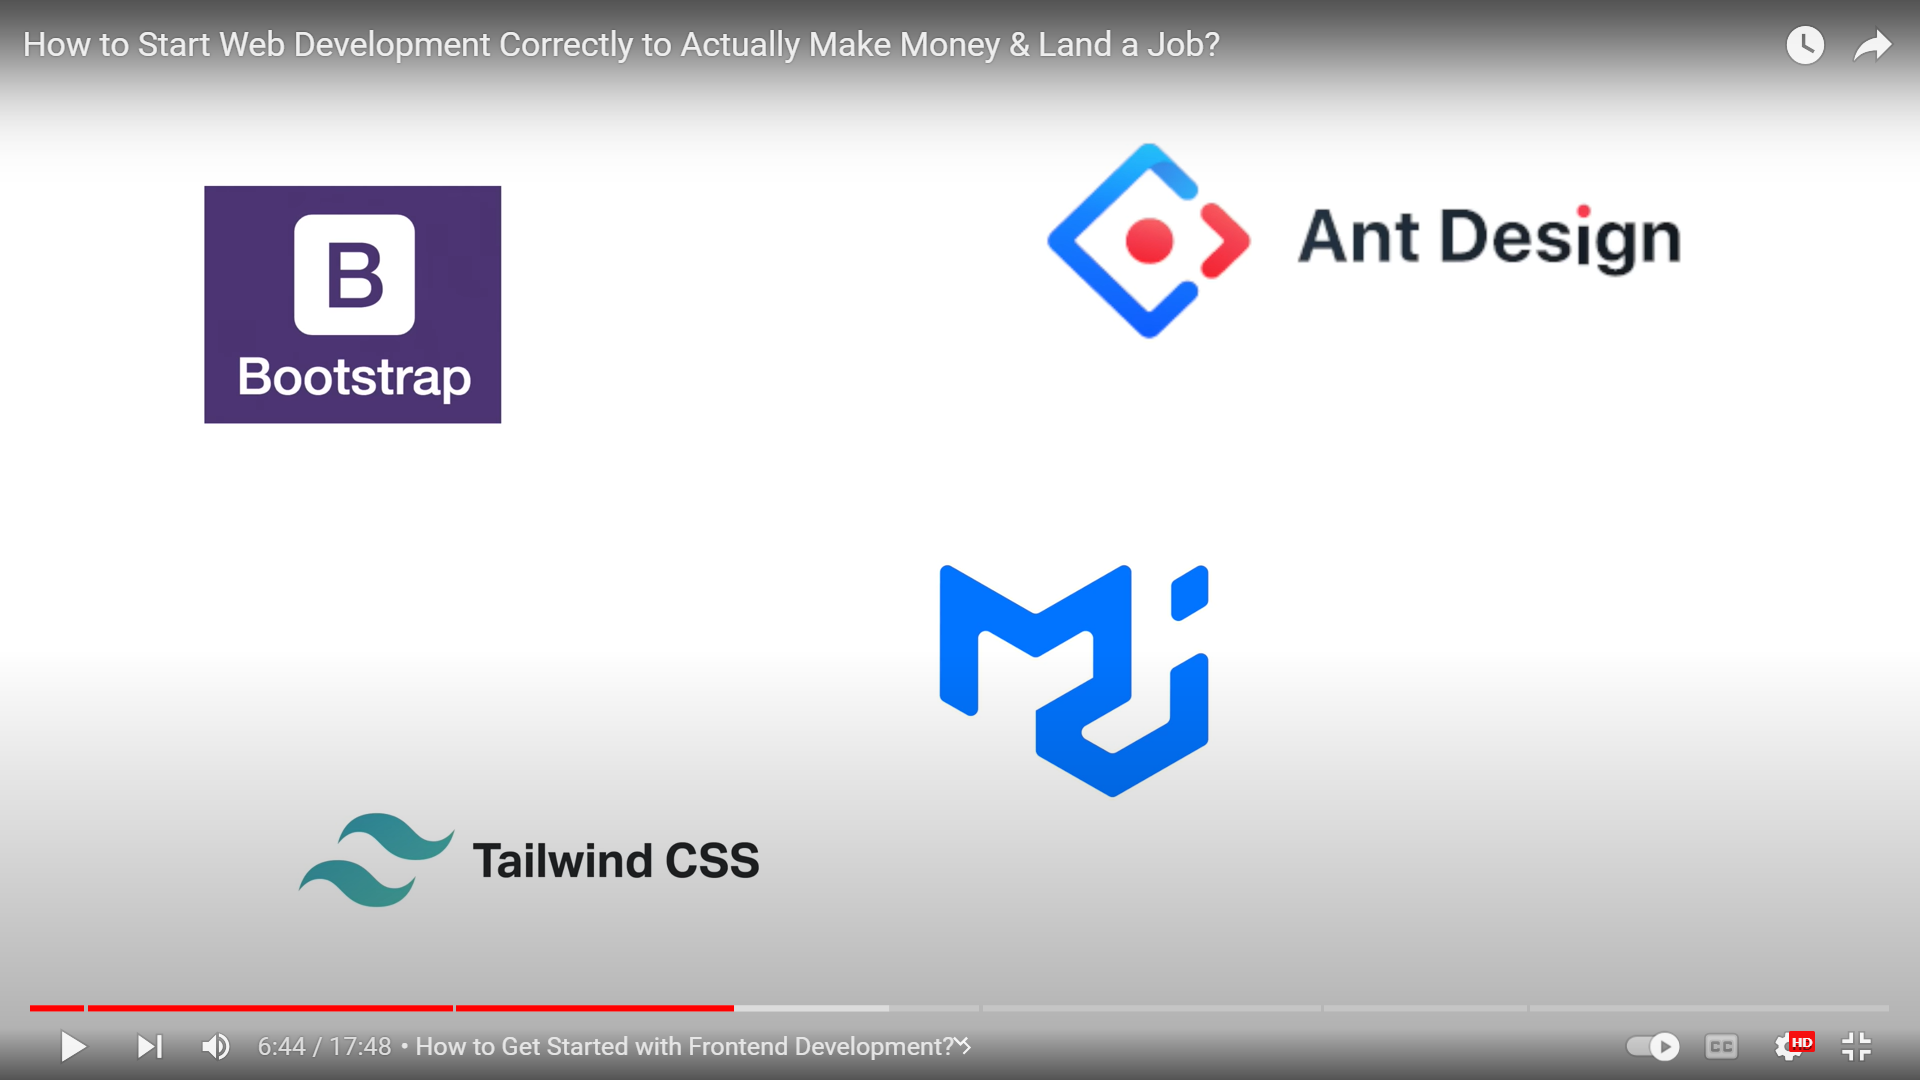 How to Start Web Development Correctly to Actually Make Money & Land a Job?
B
Bootstrap
Ant Design
Tailwind CSS
6:44 / 17:48 • How to Get Started with Frontend Development?
CC
HD